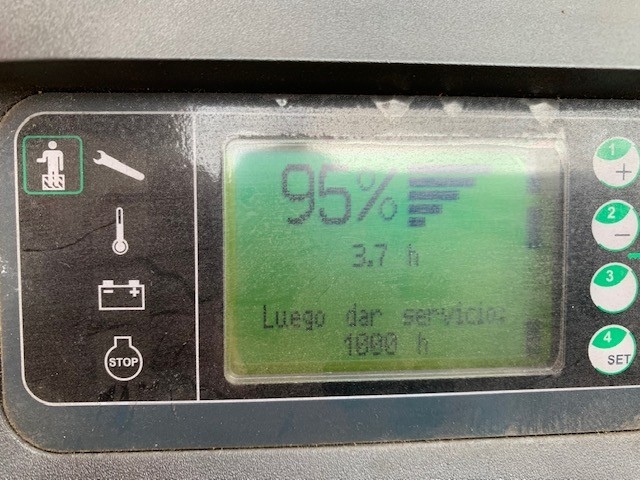 95%
3.7 h
Luego dar servicio:
1000 h
STOP
1
+
2
−
3
4
SET